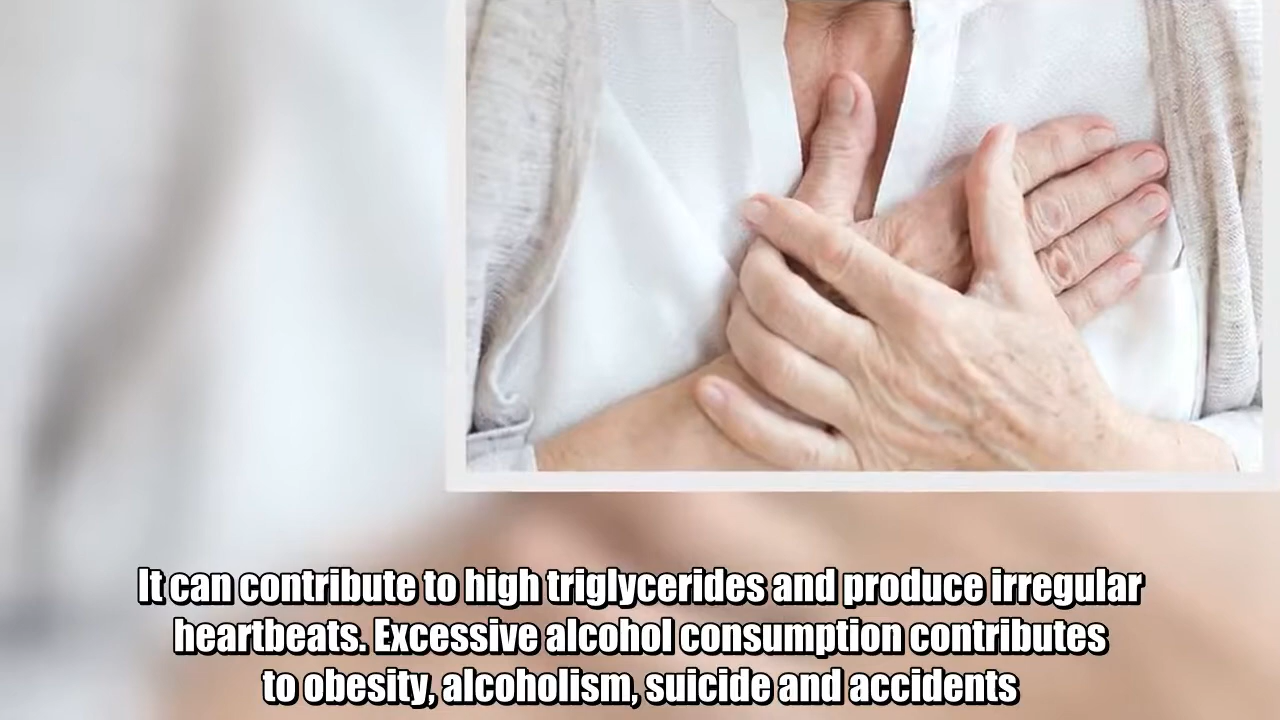 It can contribute to high triglycerides and produce irregular
heartbeats. Excessive alcohol consumption contributes
to obesity, alcoholism, suicide and accidents